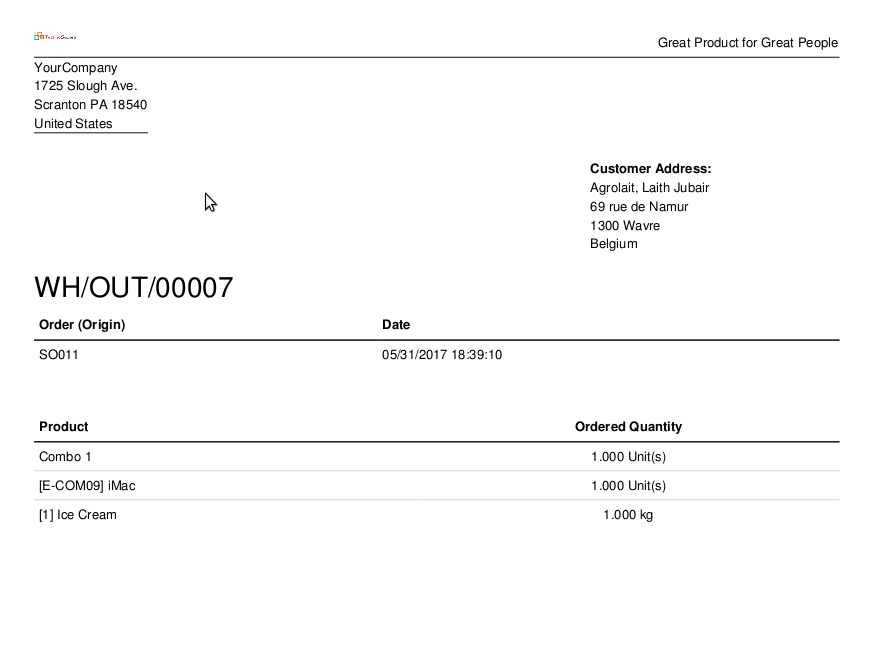 Great Product for Great People
YourCompany
1725 Slough Ave.
Scranton PA 18540
United States
Customer Address:
Agrolait, Laith Jubair
69 rue de Namur
1300 Wavre
Belgium
WH/OUT/00007
Order (Origin) Date
SO011 05/31/2017 18:39:10
Product Ordered Quantity
Combo 1 1.000 Unit(s)
[E-COM09] iMac 1.000 Unit(s)
[1] Ice Cream 1.000 kg